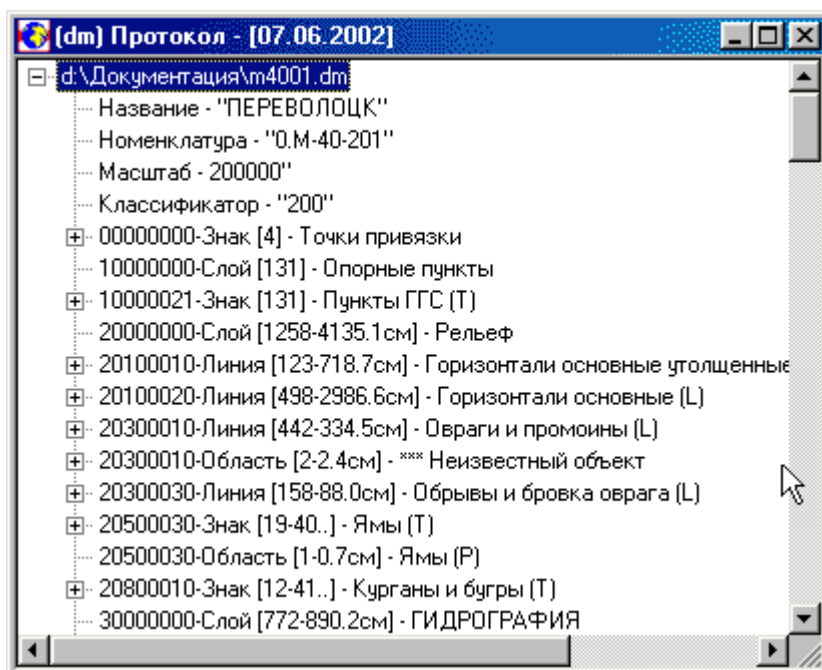 (dm) Протокол - [07.06.2002]
d:\Документация\m4001.dm
Название - "ПЕРЕВОЛОЦК"
Номенклатура - "0.М-40-201"
Масштаб - 200000"
Классификатор - "200"
00000000-Знак [4] - Точки привязки
10000000-Слой [131] - Опорные пункты
10000021-Знак [131] - Пункты ГГС (Т)
20000000-Слой [1258-4135.1см] - Рельеф
20100010-Линия [123-718.7см] - Горизонтали основные утолщенные
20100020-Линия [498-2986.6см] - Горизонтали основные (L)
20300010-Линия [442-334.5см] - Овраги и промоины (L)
20300010-Область [2-2.4см] - *** Неизвестный объект
20300030-Линия [158-88.0см] - Обрывы и бровка оврага (L)
20500030-Знак [19-40..] - Ямы (Т)
20500030-Область [1-0.7см] - Ямы (Р)
20800010-Знак [12-41..] - Курганы и бугры (Т)
30000000-Слой [772-890.2см] - ГИДРОГРАФИЯ